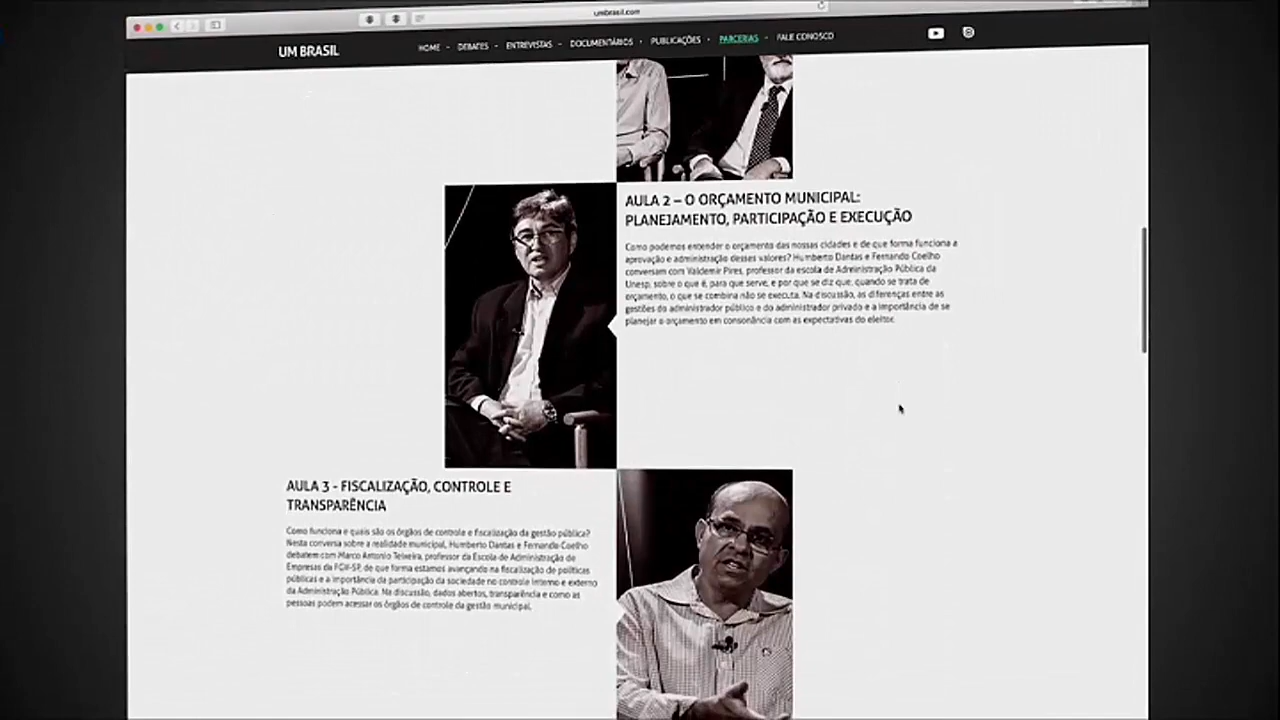 umbrasil.com
UM BRASIL
HOME - DEBATES - ENTREVISTAS - DOCUMENTÁRIOS - PUBLICAÇÕES - PARCERIAS - FALE CONOSCO
AULA 2 – O ORÇAMENTO MUNICIPAL:
PLANEJAMENTO, PARTICIPAÇÃO E EXECUÇÃO
Como podemos entender o orçamento das nossas cidades e de que forma funciona a
aprovação e administração desses valores? Humberto Dantas e Fernando Coelho
conversam com Valdemir Pires, professor da escola de Administração Pública da
Unesp, sobre o que é, para que serve, e por que se diz que, quando se trata de
orçamento, o que se combina não se executa. Na discussão, as diferenças entre as
gestões do administrador público e do administrador privado e a importância de se
planejar o orçamento em consonância com as expectativas do eleitor.
AULA 3 - FISCALIZAÇÃO, CONTROLE E
TRANSPARÊNCIA
Como funciona e quais são os órgãos de controle e fiscalização da gestão pública?
Nesta conversa sobre a realidade municipal, Humberto Dantas e Fernando Coelho
debatem com Marco Antonio Teixeira, professor da Escola de Administração de
Empresas da FGV-SP, de que forma estamos avançando na fiscalização de políticas
públicas e a importância da participação da sociedade no controle interno e externo
da Administração Pública. Na discussão, dados abertos, transparência e como as
pessoas podem acessar os órgãos de controle da gestão municipal.